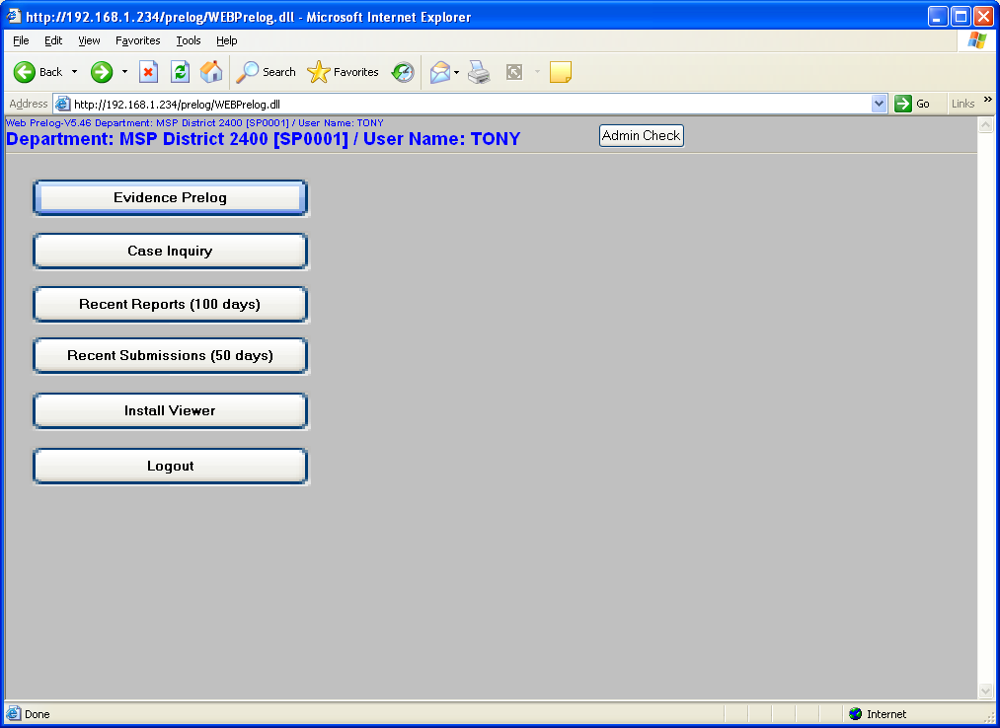 http://192.168.1.234/prelog/WEBPrelog.dll - Microsoft Internet Explorer
File Edit View Favorites Tools Help
Back Search Favorites
Address http://192.168.1.234/prelog/WEBPrelog.dll Go Links »
Web Prelog-V5.46 Department: MSP District 2400 [SP0001] / User Name: TONY
Department: MSP District 2400 [SP0001] / User Name: TONY Admin Check
Evidence Prelog
Case Inquiry
Recent Reports (100 days)
Recent Submissions (50 days)
Install Viewer
Logout
Done Internet